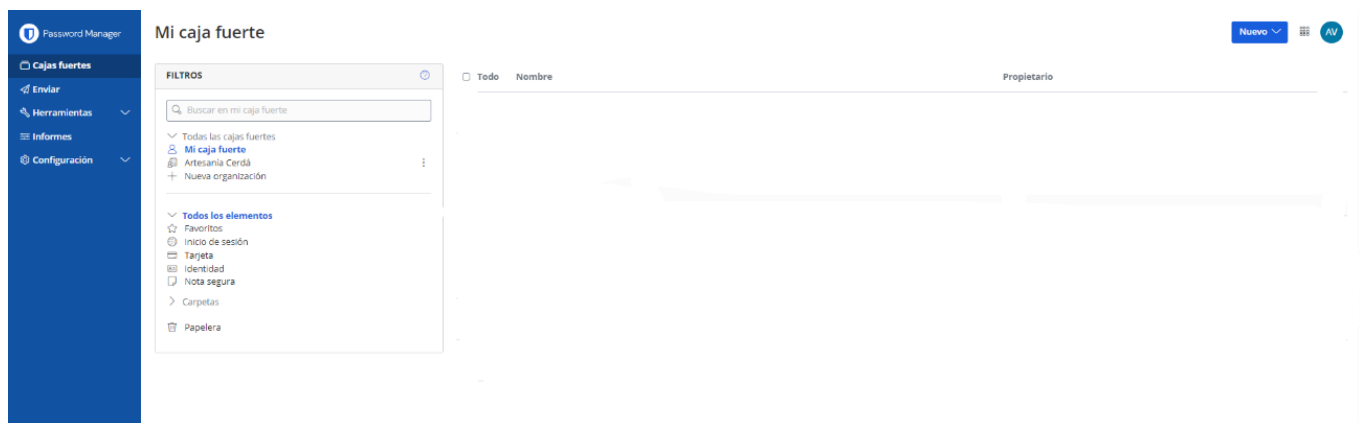 Password Manager
Cajas fuertes
Enviar
Herramientas
Informes
Configuración
Mi caja fuerte
Nuevo
AV
FILTROS
Buscar en mi caja fuerte
Todas las cajas fuertes
Mi caja fuerte
Artesanía Cerdá
Nueva organización
Todos los elementos
Favoritos
Inicio de sesión
Tarjeta
Identidad
Nota segura
Carpetas
Papelera
Todo Nombre Propietario